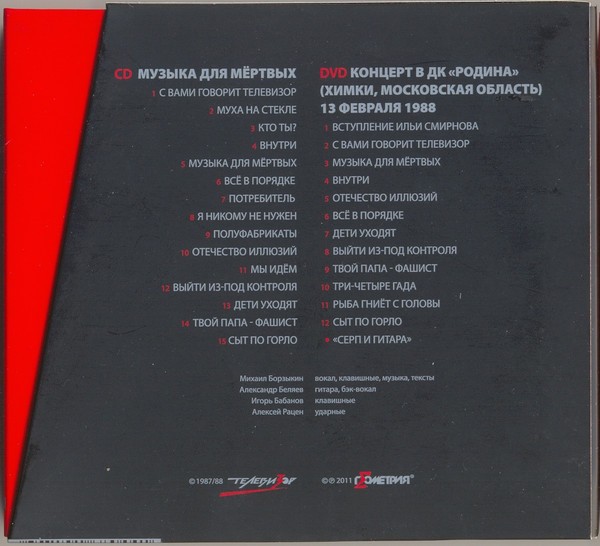 CD МУЗЫКА ДЛЯ МЁРТВЫХ
1 С ВАМИ ГОВОРИТ ТЕЛЕВИЗОР
2 МУХА НА СТЕКЛЕ
3 КТО ТЫ?
4 ВНУТРИ
5 МУЗЫКА ДЛЯ МЁРТВЫХ
6 ВСЁ В ПОРЯДКЕ
7 ПОТРЕБИТЕЛЬ
8 Я НИКОМУ НЕ НУЖЕН
9 ПОЛУФАБРИКАТЫ
10 ОТЕЧЕСТВО ИЛЛЮЗИЙ
11 МЫ ИДЁМ
12 ВЫЙТИ ИЗ-ПОД КОНТРОЛЯ
13 ДЕТИ УХОДЯТ
14 ТВОЙ ПАПА - ФАШИСТ
15 СЫТ ПО ГОРЛО
DVD КОНЦЕРТ В ДК «РОДИНА»
(ХИМКИ, МОСКОВСКАЯ ОБЛАСТЬ)
13 ФЕВРАЛЯ 1988
1 ВСТУПЛЕНИЕ ИЛЬИ СМИРНОВА
2 С ВАМИ ГОВОРИТ ТЕЛЕВИЗОР
3 МУЗЫКА ДЛЯ МЁРТВЫХ
4 ВНУТРИ
5 ОТЕЧЕСТВО ИЛЛЮЗИЙ
6 ВСЁ В ПОРЯДКЕ
7 ДЕТИ УХОДЯТ
8 ВЫЙТИ ИЗ-ПОД КОНТРОЛЯ
9 ТВОЙ ПАПА - ФАШИСТ
10 ТРИ-ЧЕТЫРЕ ГАДА
11 РЫБА ГНИЁТ С ГОЛОВЫ
12 СЫТ ПО ГОРЛО
* «СЕРП И ГИТАРА»
Михаил Борзыкин вокал, клавишные, музыка, тексты
Александр Беляев гитара, бэк-вокал
Игорь Бабанов клавишные
Алексей Рацен ударные
©1987/88 ТЕЛЕВИЗОР
©℗ 2011 ГЕОМЕТРИЯ®